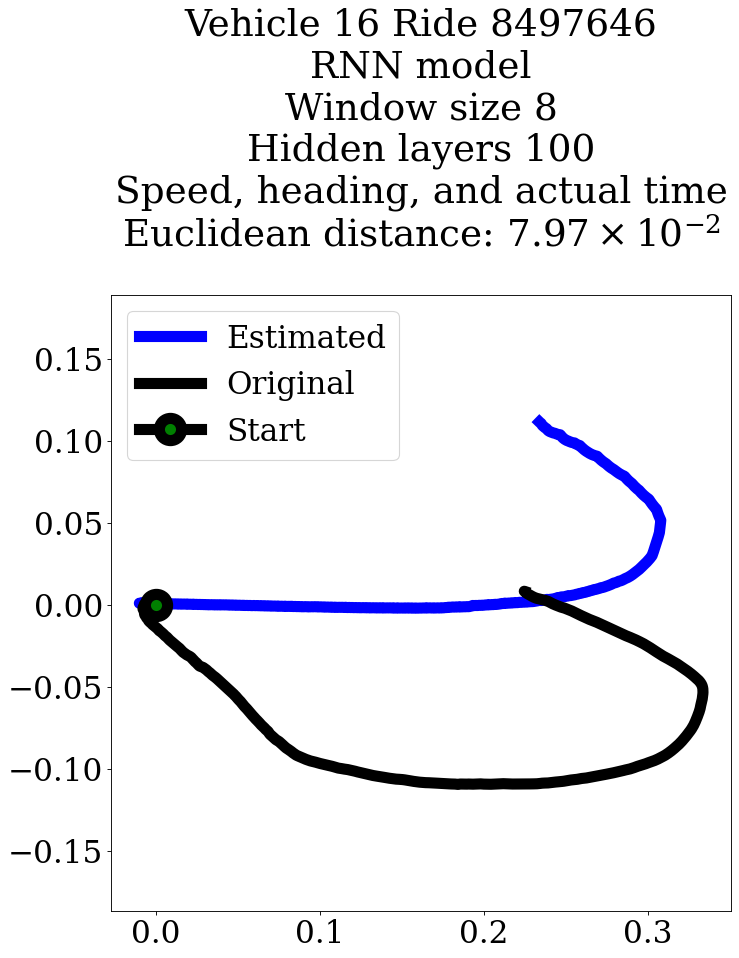 Vehicle 16 Ride 8497646
RNN model
Window size 8
Hidden layers 100
Speed, heading, and actual time
Euclidean distance: 7.97 × 10⁻²
Estimated
Original
Start
0.15
0.10
0.05
0.00
−0.05
−0.10
−0.15
0.0 0.1 0.2 0.3